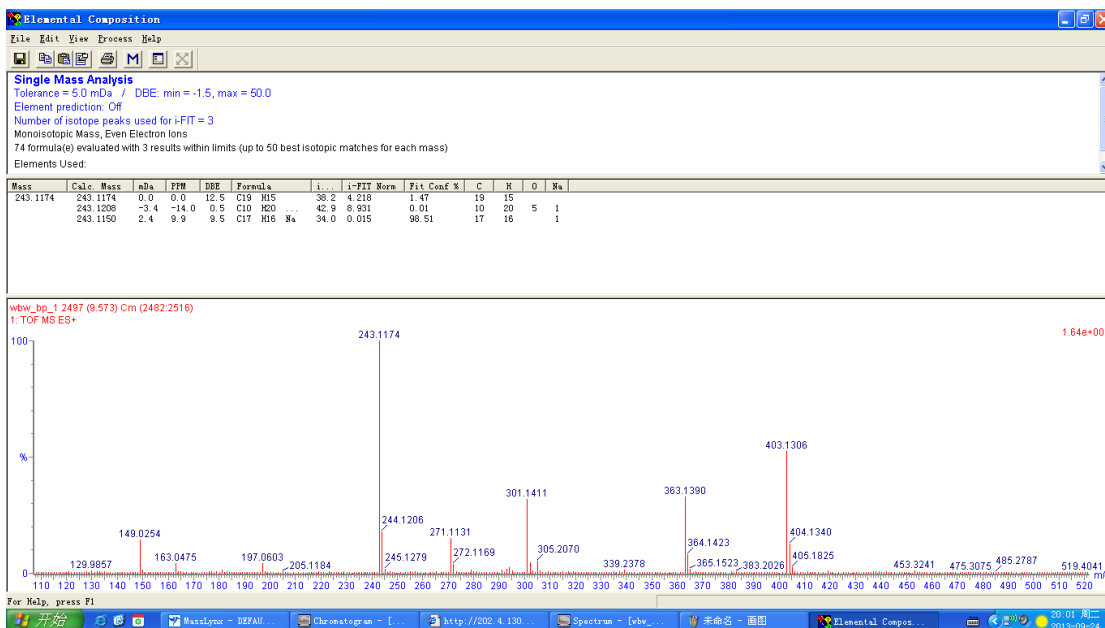 Elemental Composition
File Edit View Process Help
M
Single Mass Analysis
Tolerance = 5.0 mDa / DBE: min = -1.5, max = 50.0
Element prediction: Off
Number of isotope peaks used for i-FIT = 3
Monoisotopic Mass, Even Electron Ions
74 formula(e) evaluated with 3 results within limits (up to 50 best isotopic matches for each mass)
Elements Used:
Mass Calc. Mass mDa PPM DBE Formula i... i-FIT Norm Fit Conf % C H O Na
243.1174 243.1174 0.0 0.0 12.5 C19 H15 38.2 4.218 1.47 19 15
243.1208 -3.4 -14.0 0.5 C10 H20 ... 42.9 8.931 0.01 10 20 5 1
243.1150 2.4 9.9 9.5 C17 H16 Na 34.0 0.015 98.51 17 16 1
wbw_bp_1 2497 (9.573) Cm (2482:2516)
1: TOF MS ES+
1.64e+00
243.1174
100
403.1306
%
301.1411
363.1390
244.1206
404.1340
149.0254
271.1131
364.1423
163.0475
197.0603
245.1279
272.1169
305.2070
405.1825
129.9857
205.1184
339.2378
365.1523
383.2026
453.3241
475.3075
485.2787
519.4041
0
m/
110 120 130 140 150 160 170 180 190 200 210 220 230 240 250 260 270 280 290 300 310 320 330 340 350 360 370 380 390 400 410 420 430 440 450 460 470 480 490 500 510 520
For Help, press F1
开始 MassLynx - DEFAU... Chromatogram - [... http://202.4.130... Spectrum - [wbw_... 未命名 - 画图 Elemental Compos... 20:01 周二
2013-09-24